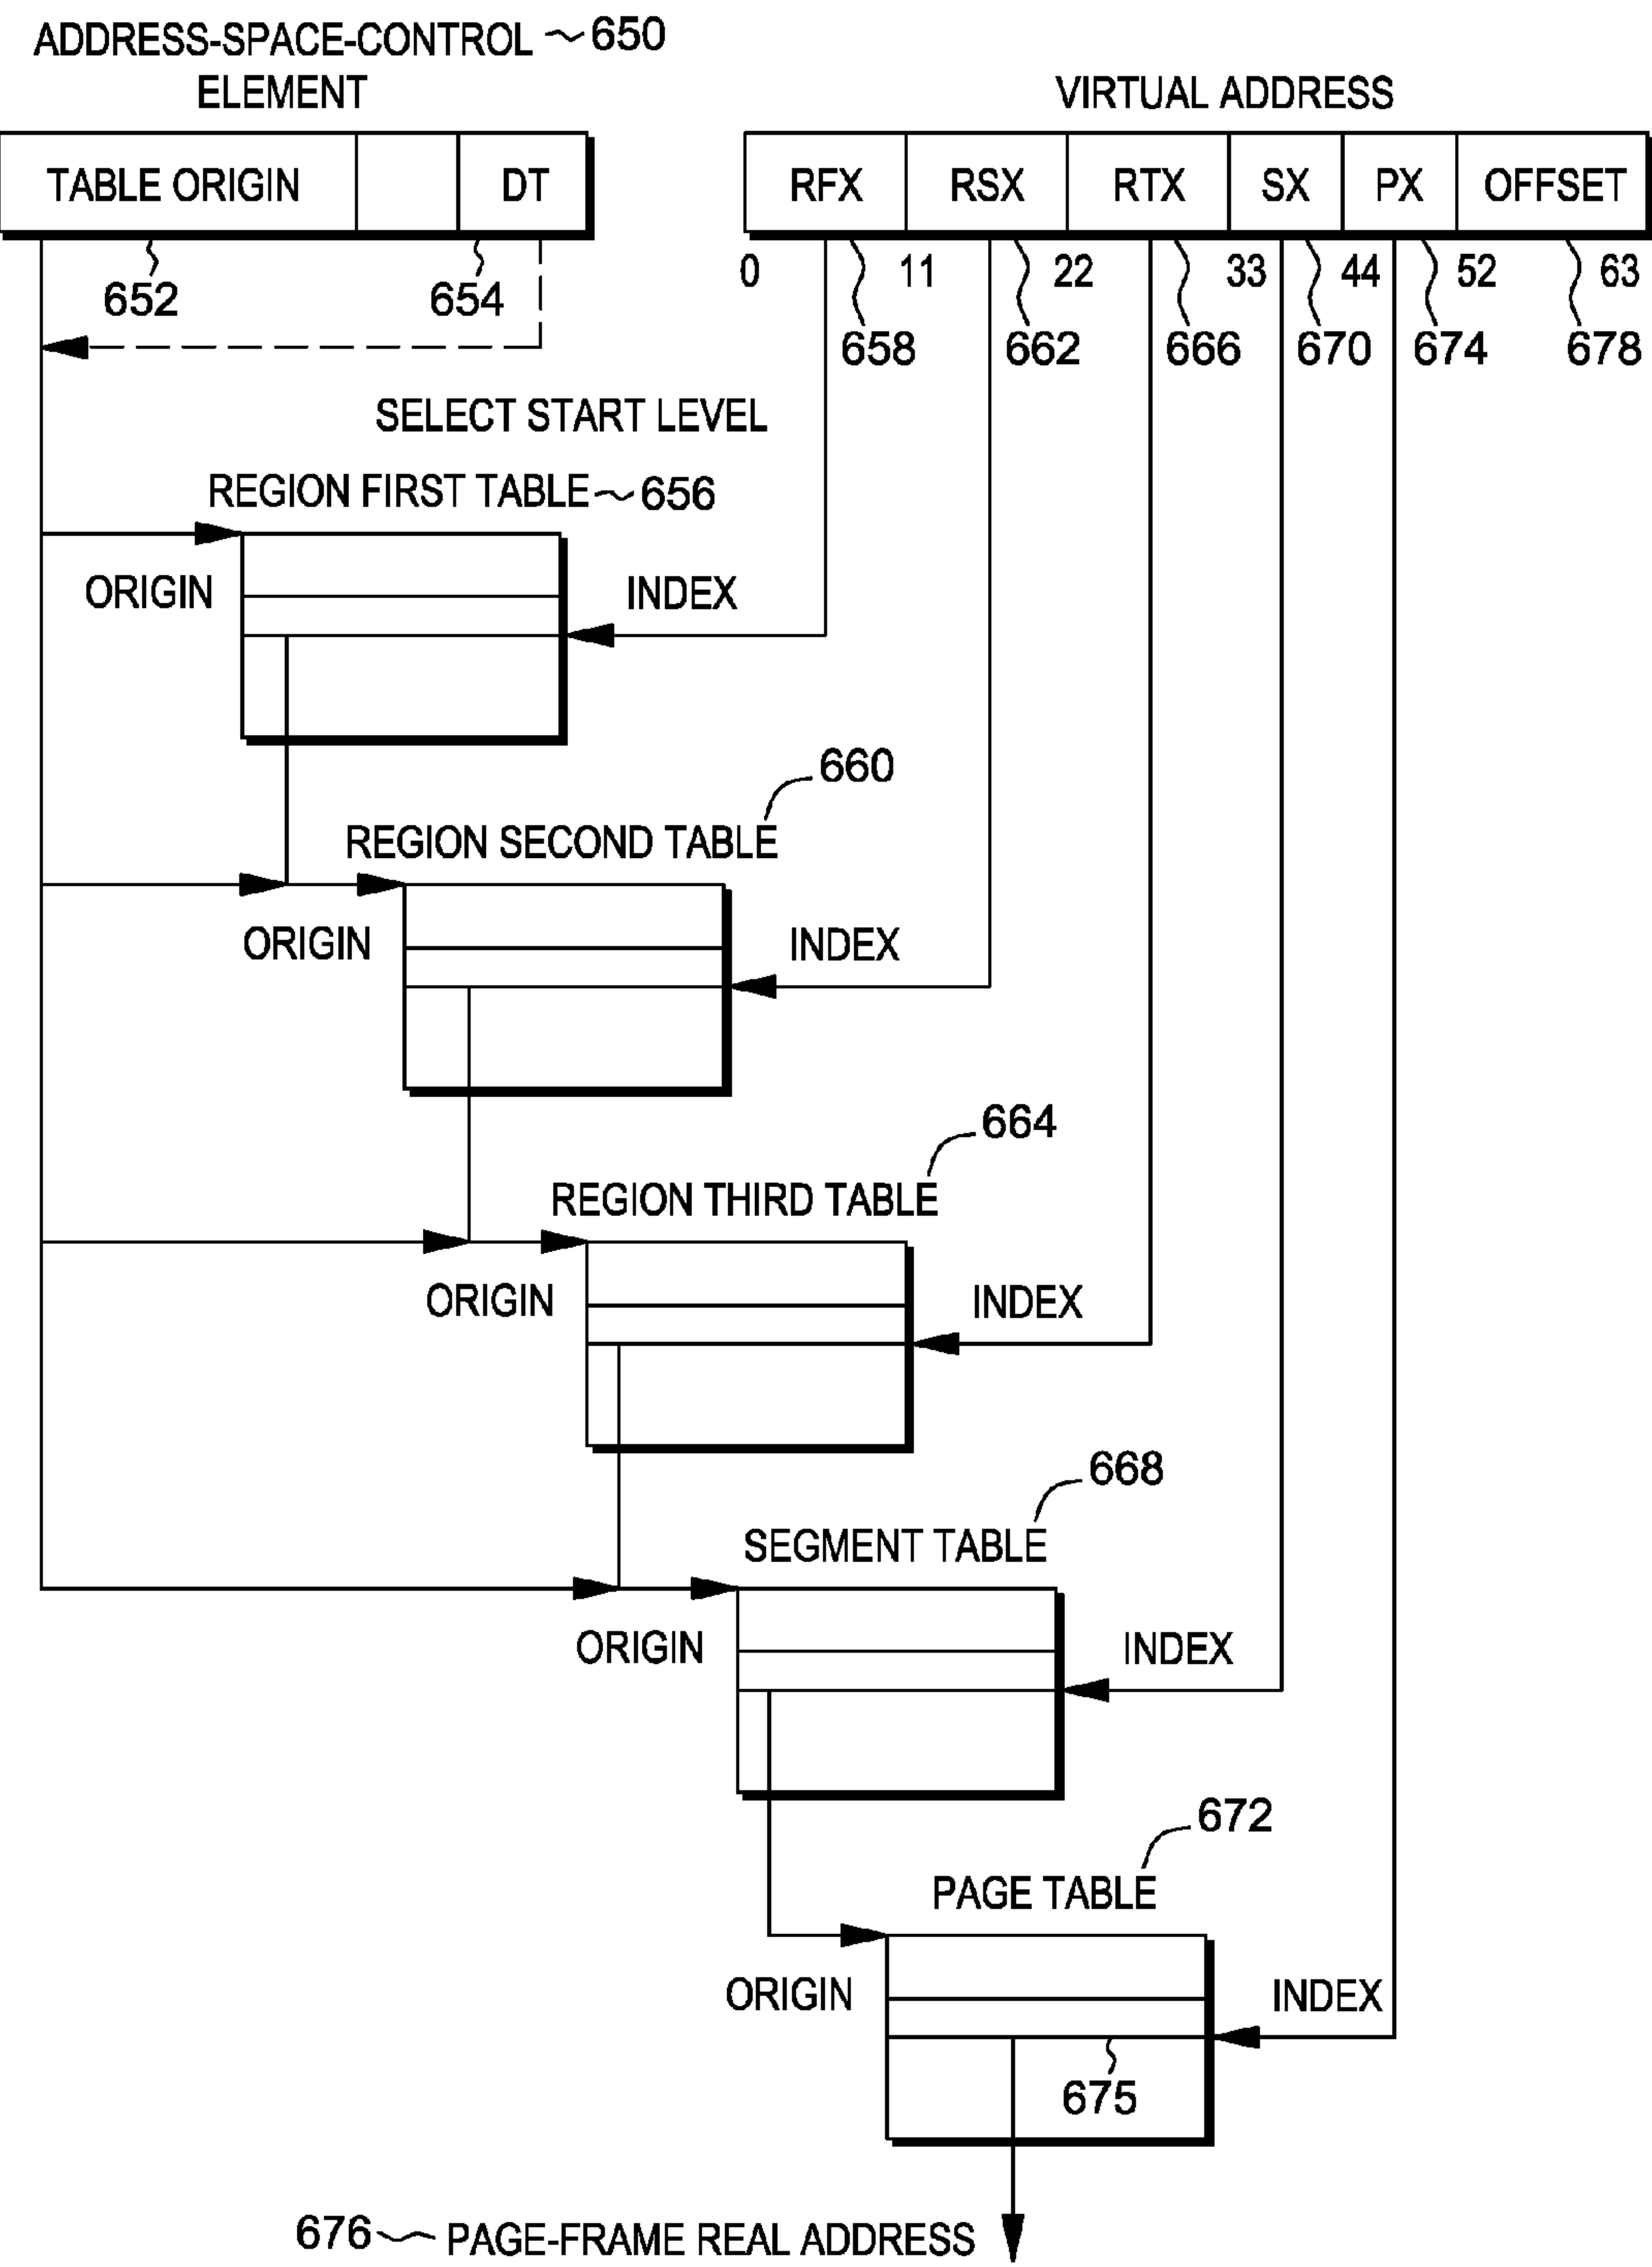 ADDRESS-SPACE-CONTROL 650
ELEMENT
VIRTUAL ADDRESS
TABLE ORIGIN DT
RFX RSX RTX SX PX OFFSET
0 11 22 33 44 52 63
652 654
658 662 666 670 674 678
SELECT START LEVEL
REGION FIRST TABLE 656
ORIGIN INDEX
660
REGION SECOND TABLE
ORIGIN INDEX
664
REGION THIRD TABLE
ORIGIN INDEX
668
SEGMENT TABLE
ORIGIN INDEX
672
PAGE TABLE
ORIGIN INDEX
675
676 PAGE-FRAME REAL ADDRESS